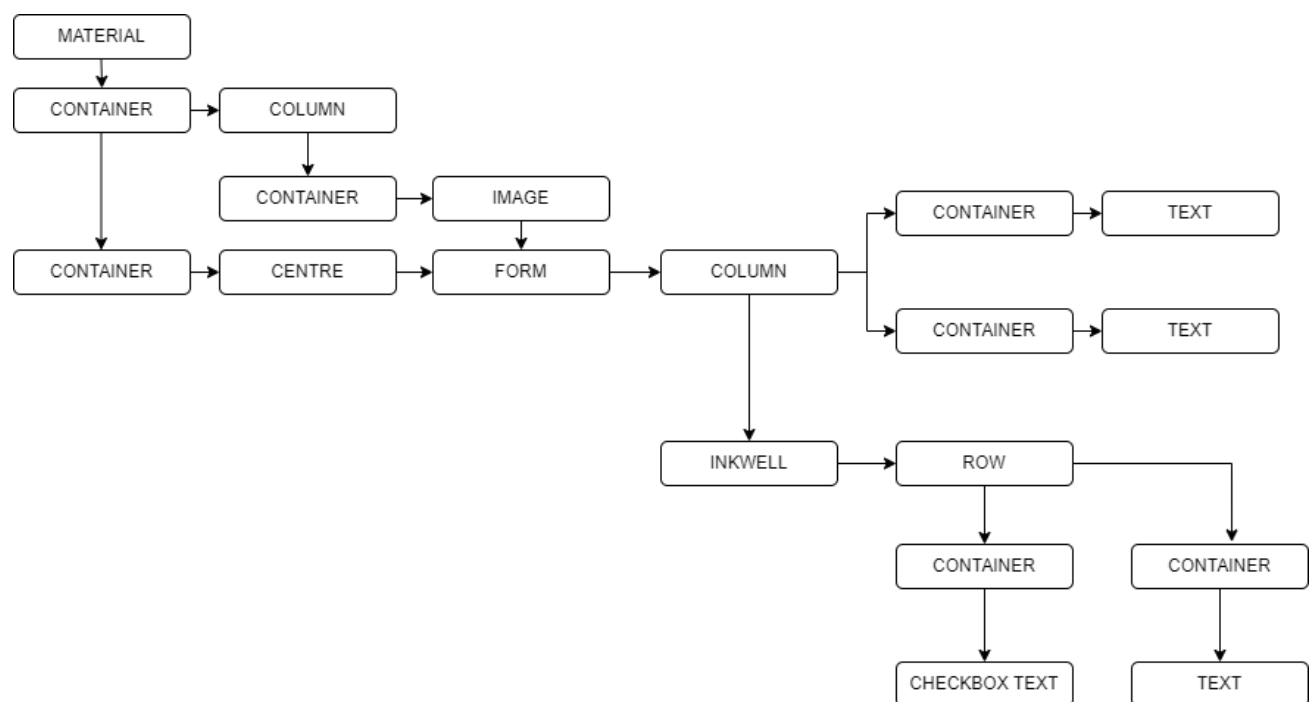 MATERIAL
CONTAINER
COLUMN
CONTAINER
IMAGE
CONTAINER
TEXT
CONTAINER
CENTRE
FORM
COLUMN
CONTAINER
TEXT
INKWELL
ROW
CONTAINER
CONTAINER
CHECKBOX TEXT
TEXT